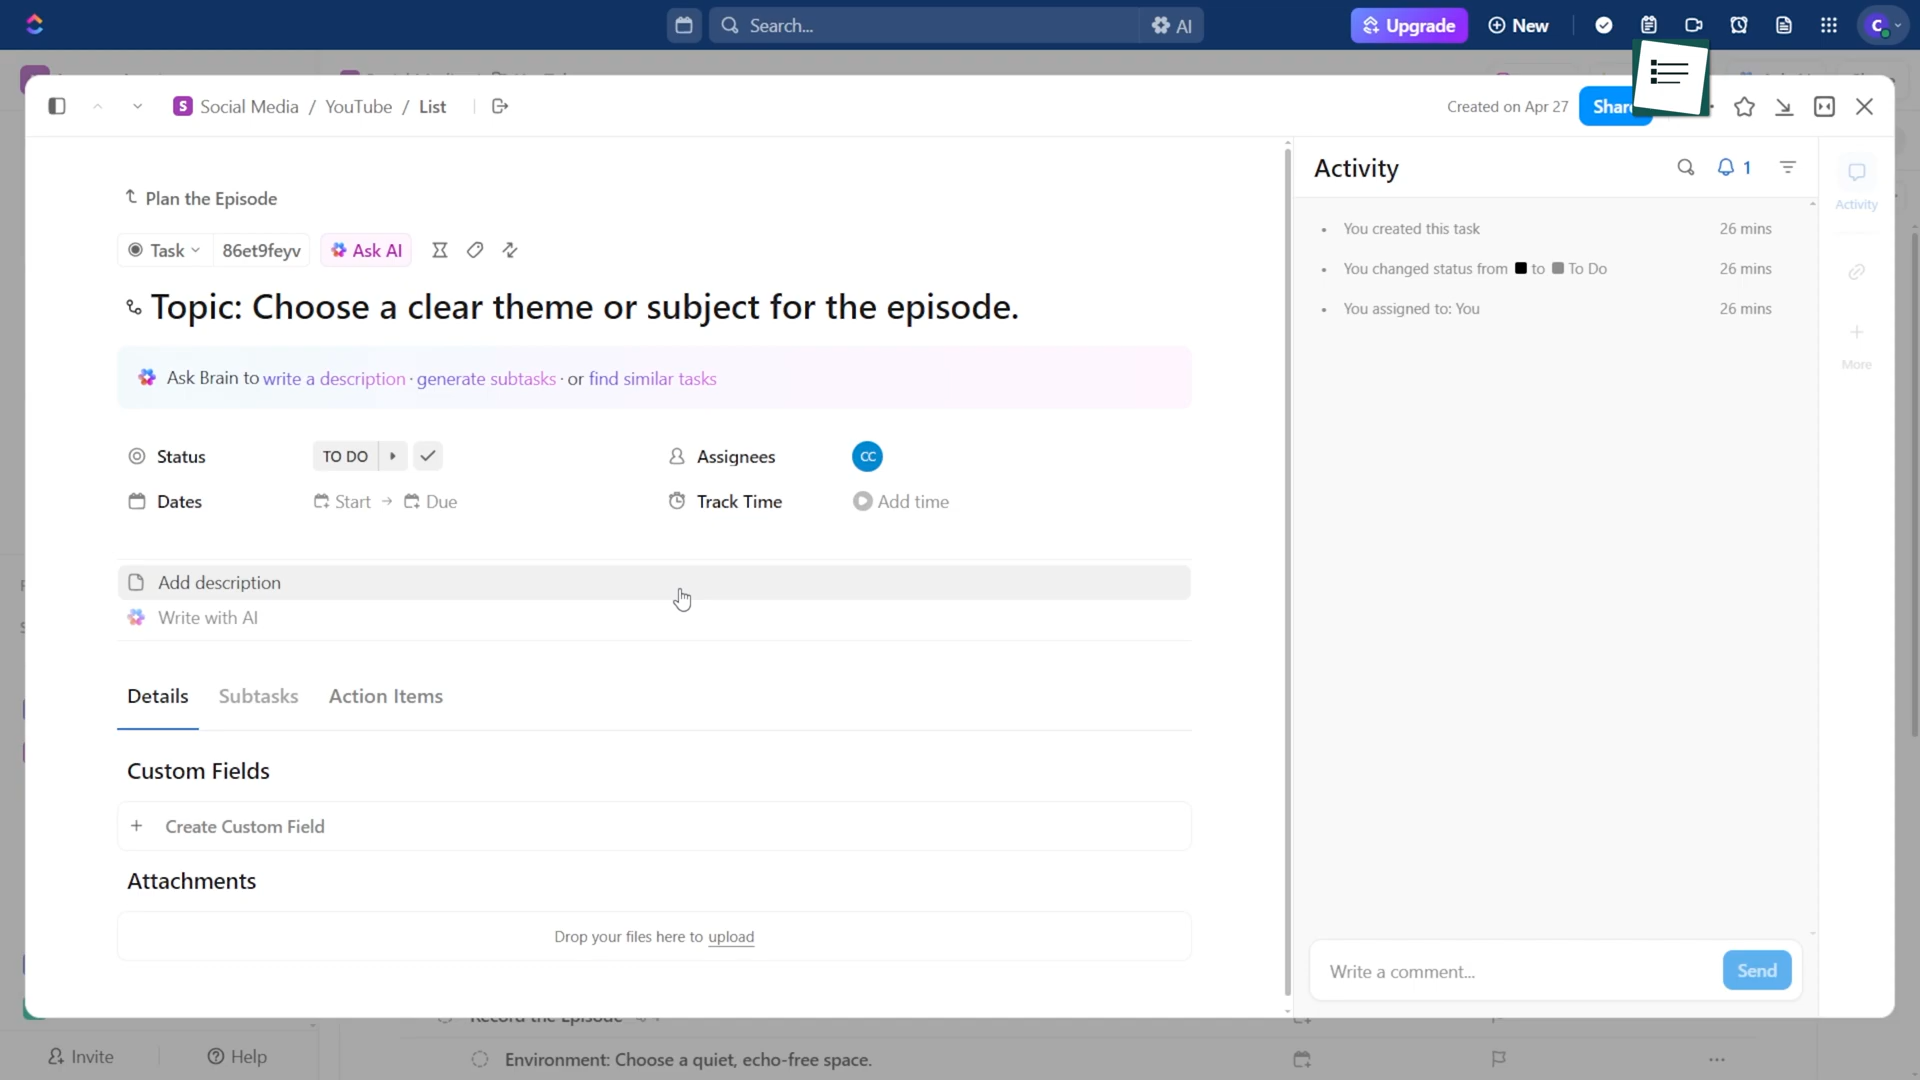 Search...
AI
Upgrade
New
C
S Social Media / YouTube / List
Created on Apr 27
Share
Plan the Episode
Task
86et9feyv
Ask AI
Topic: Choose a clear theme or subject for the episode.
Ask Brain to write a description · generate subtasks · or find similar tasks
Status
TO DO
Assignees
CC
Dates
Start
Due
Track Time
Add time
Add description
Write with AI
Details
Subtasks
Action Items
Custom Fields
Create Custom Field
Attachments
Drop your files here to upload
Activity
1
You created this task
26 mins
You changed status from to To Do
26 mins
You assigned to: You
26 mins
Activity
More
Write a comment...
Send
Record the Episode
Invite
Help
Environment: Choose a quiet, echo-free space.